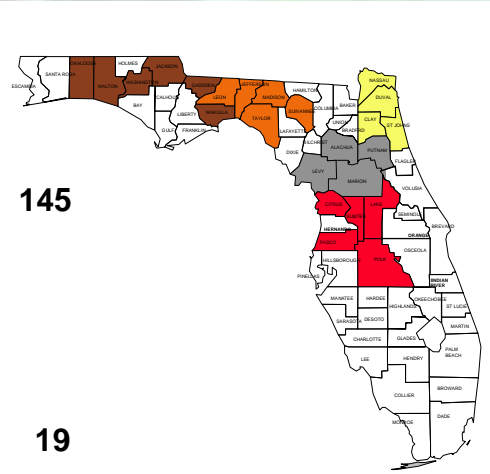 HOLMES
JACKSON
OKALOOSA
SANTA ROSA
WASHINGTON
WALTON
ESCAMBIA
GADSDEN
JEFFERSON
NASSAU
HAMILTON
CALHOUN
LEON
MADISON
DUVAL
BAY
LIBERTY
WAKULLA
SUWANNEE
COLUMBIA
BAKER
TAYLOR
UNION
CLAY
GULF
FRANKLIN
LAFAYETTE
BRADFRD
ST JOHNS
GILCHRIST
ALACHUA
PUTNAM
DIXIE
FLAGLER
LEVY
MARION
VOLUSIA
145
CITRUS
LAKE
SUMTER
SEMINOLE
HERNANDO
ORANGE
BREVARD
PASCO
OSCEOLA
HILLSBOROUGH
POLK
PINELLAS
INDIAN
RIVER
MANATEE
HARDEE
OKEECHOBEE
HIGHLANDS
ST LUCIE
SARASOTA
DESOTO
MARTIN
CHARLOTTE
GLADES
PALM
BEACH
LEE
HENDRY
COLLIER
BROWARD
MONROE
DADE
19